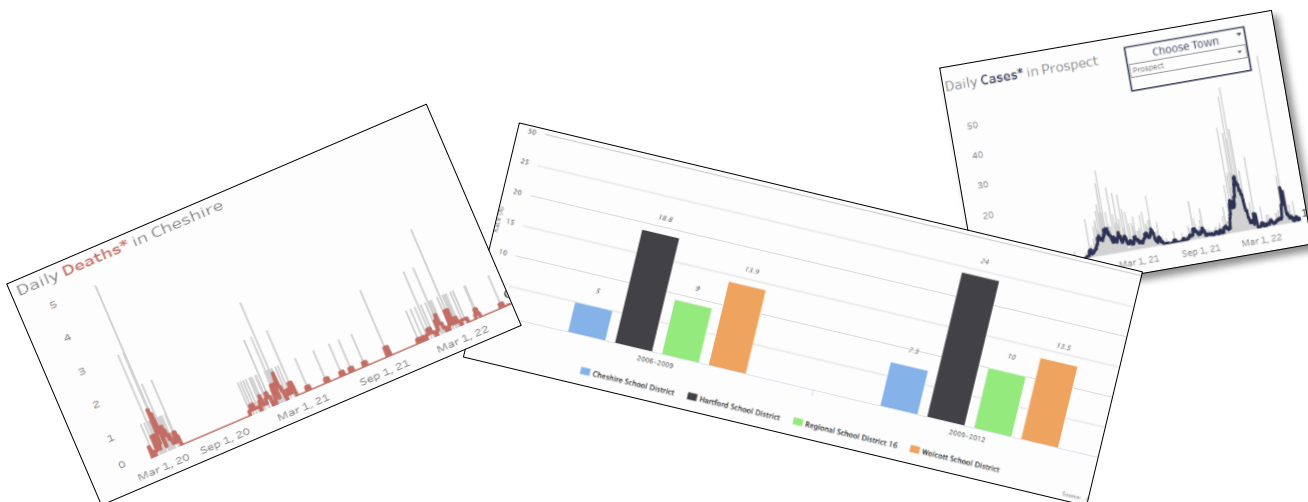 Daily Deaths* in Cheshire
5
4
3
2
1
0
Mar 1, 20
Sep 1, 20
Mar 1, 21
Sep 1, 21
Mar 1, 22
30
25
20
15
10
5
18.8
9
13.9
7.5
24
10
13.5
2006-2009
2009-2012
Cheshire School District
Hartford School District
Regional School District 16
Wolcott School District
Source:
Daily Cases* in Prospect
Choose Town
Prospect
50
40
30
20
Mar 1, 21
Sep 1, 21
Mar 1, 22